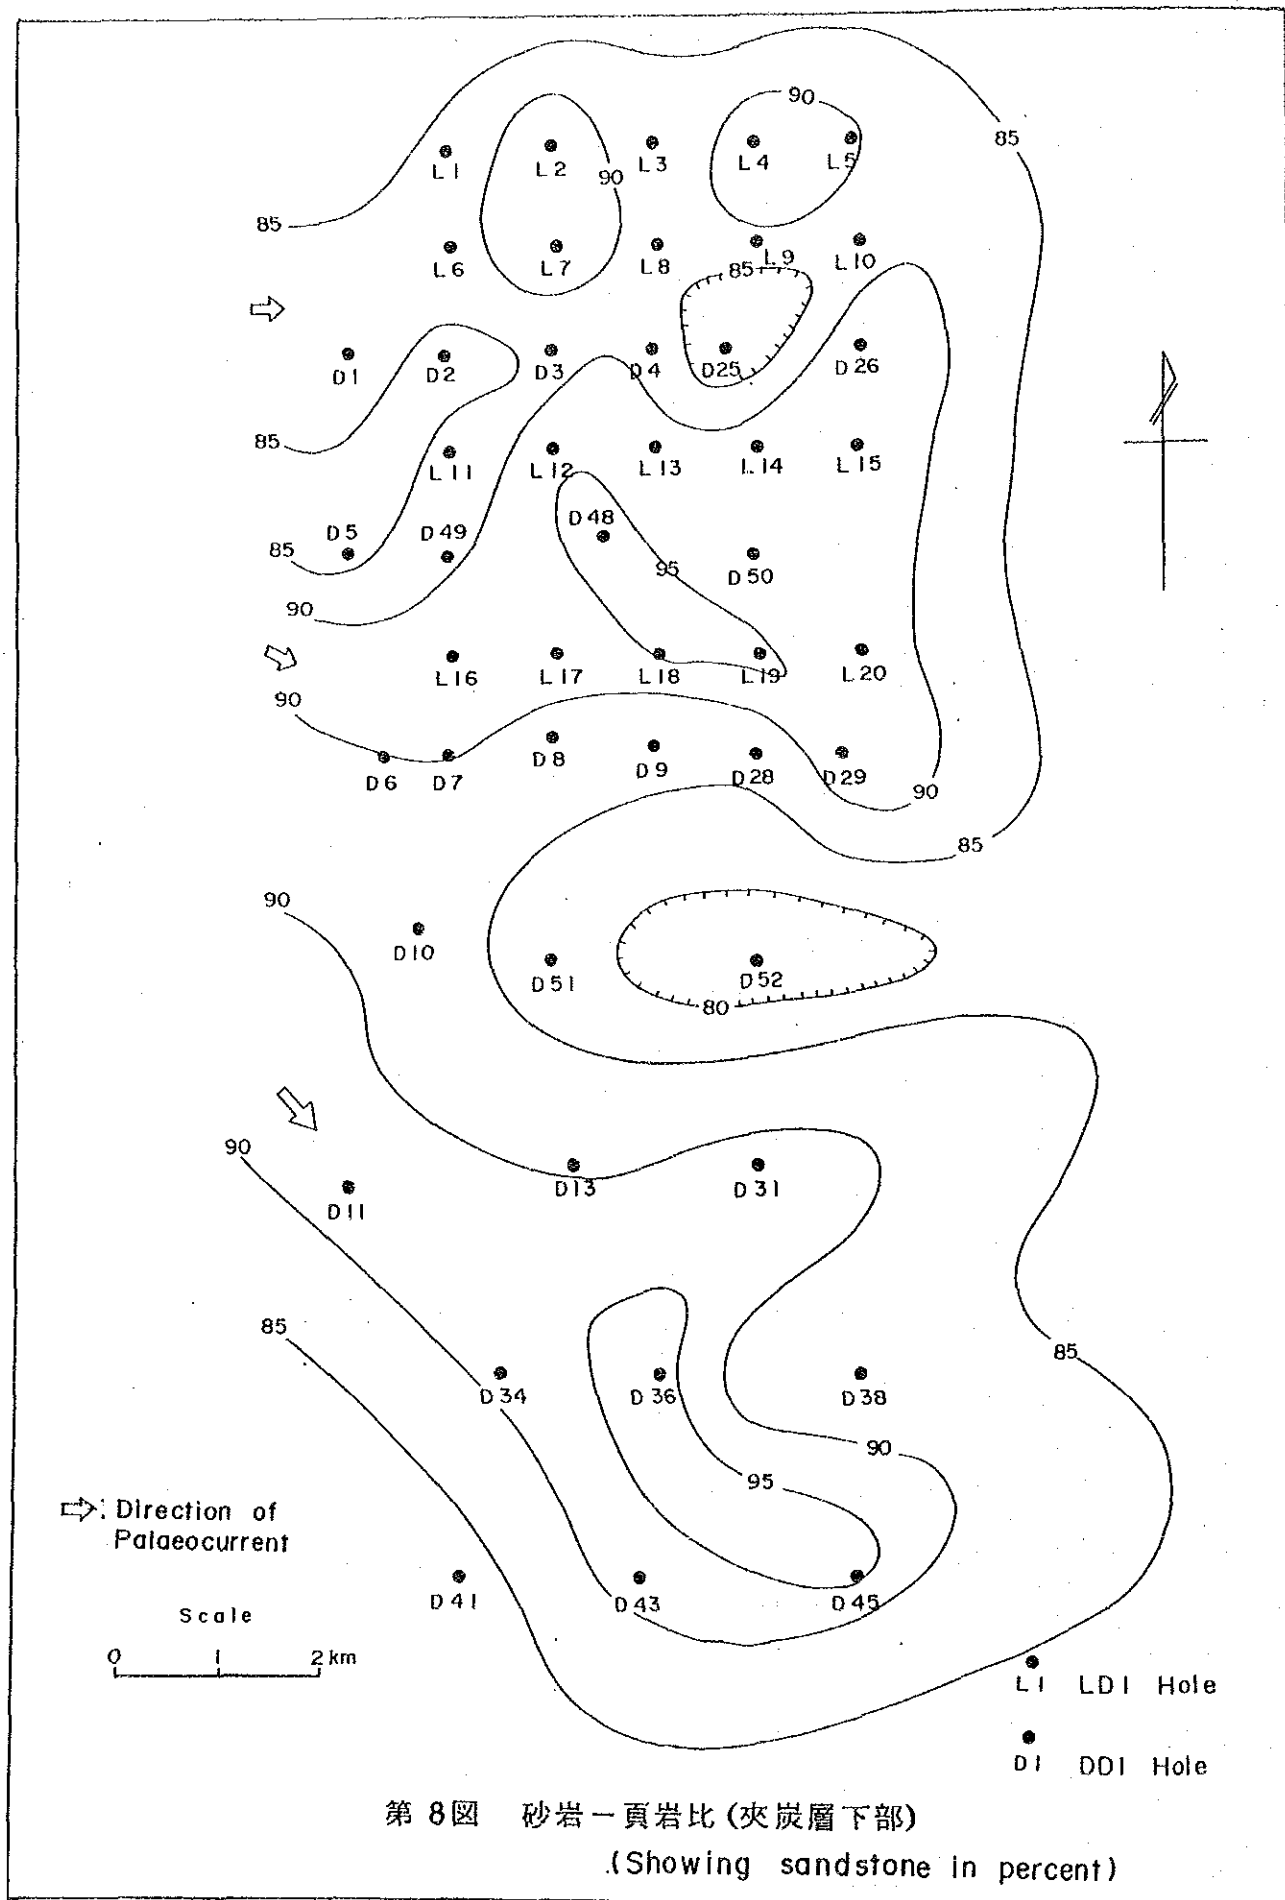 90
85
L1
L2
90
L3
L4
L5
85
L6
L7
L8
85
L9
L10
D1
D2
D3
D4
D25
D26
85
L11
L12
L13
L14
L15
D5
D49
D48
85
95
D50
90
L16
L17
L18
L19
L20
90
D6
D7
D8
D9
D28
D29
90
85
90
D10
D51
D52
80
90
D11
D13
D31
85
85
D34
D36
D38
90
95
⇨: Direction of
Palaeocurrent
D41
D43
D45
Scale
0 1 2 km
L1 LD1 Hole
D1 DD1 Hole
第 8図 砂岩－頁岩比 (夾炭層下部)
(Showing sandstone in percent)